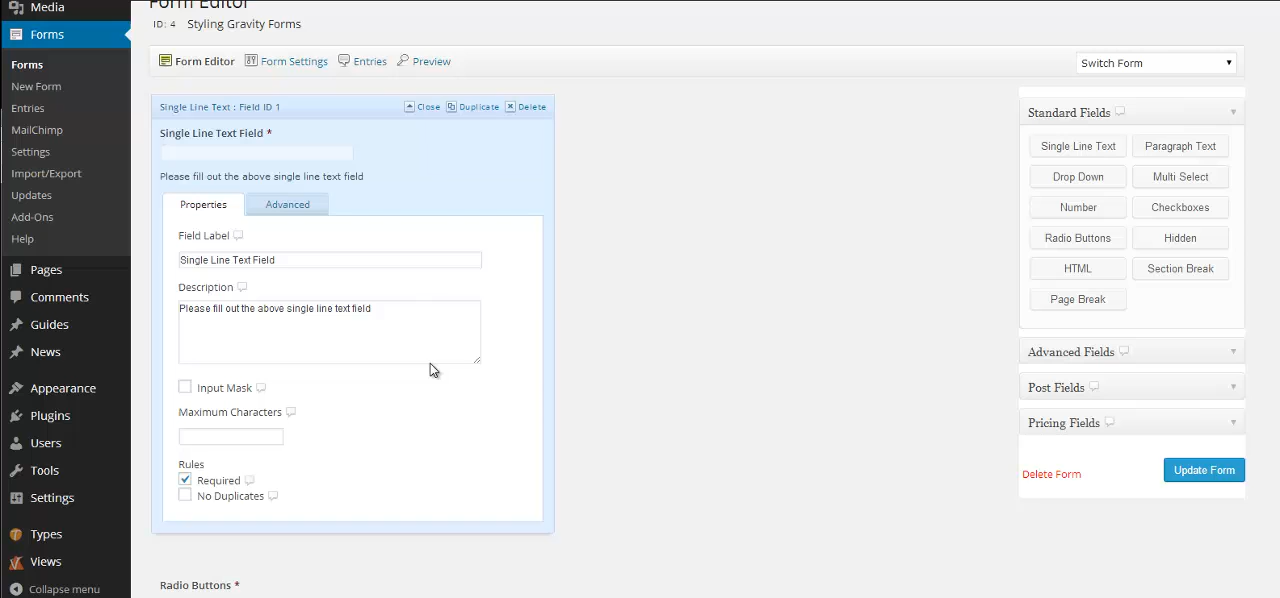 Media
Forms
Forms
New Form
Entries
MailChimp
Settings
Import/Export
Updates
Add-Ons
Help
Pages
Comments
Guides
News
Appearance
Plugins
Users
Tools
Settings
Types
Views
Collapse menu
Form Editor
ID: 4 Styling Gravity Forms
Form Editor Form Settings Entries Preview
Switch Form
Single Line Text : Field ID 1 Close Duplicate Delete
Single Line Text Field *
Please fill out the above single line text field
Properties Advanced
Field Label
Single Line Text Field
Description
Please fill out the above single line text field
Input Mask
Maximum Characters
Rules
Required
No Duplicates
Radio Buttons *
Standard Fields
Single Line Text Paragraph Text
Drop Down Multi Select
Number Checkboxes
Radio Buttons Hidden
HTML Section Break
Page Break
Advanced Fields
Post Fields
Pricing Fields
Delete Form Update Form